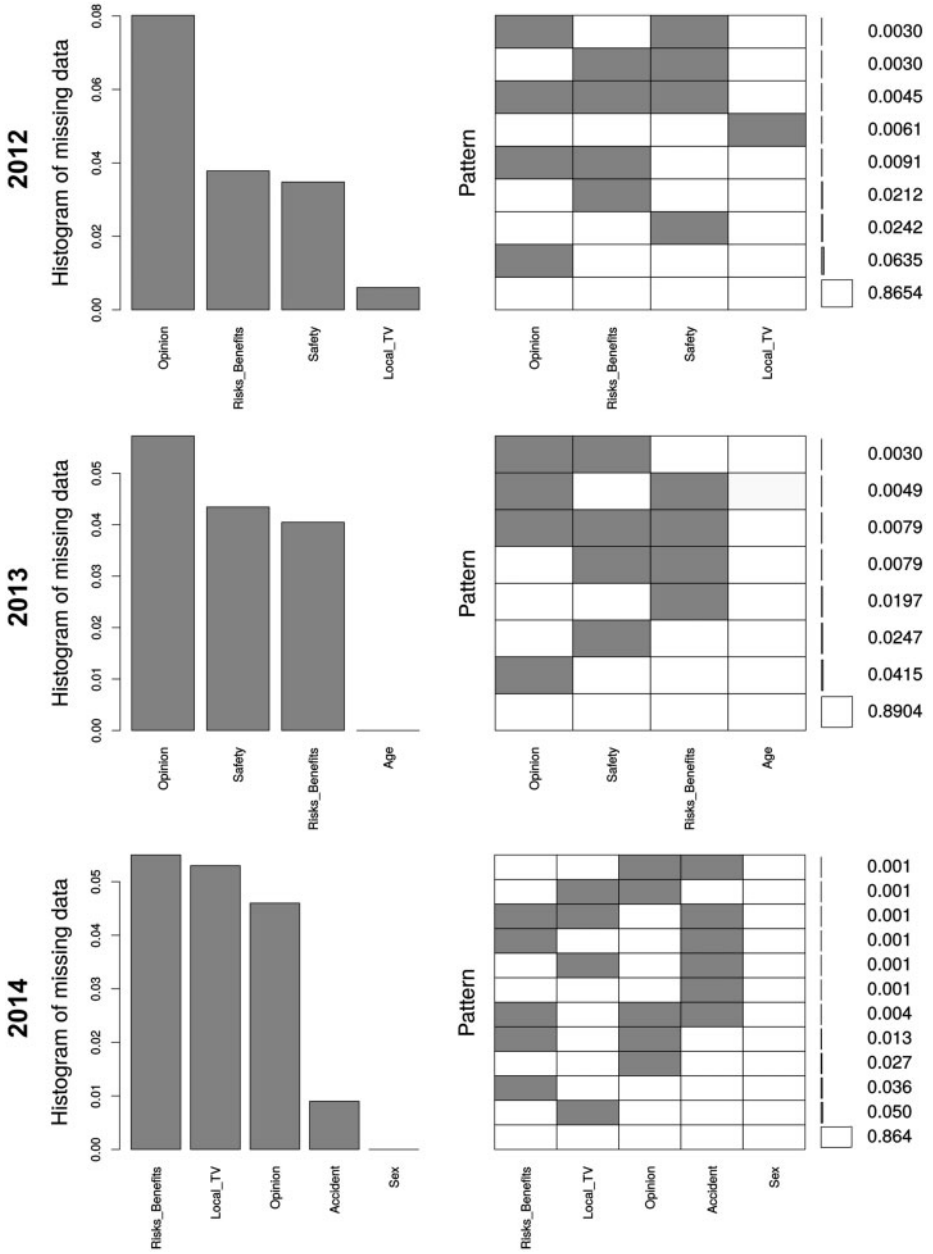 2012
Histogram of missing data
0.00
0.02
0.04
0.06
0.08
Opinion
Risks_Benefits
Safety
Local_TV
Pattern
Opinion
Risks_Benefits
Safety
Local_TV
0.0030
0.0030
0.0045
0.0061
0.0091
0.0212
0.0242
0.0635
0.8654
2013
Histogram of missing data
0.00
0.01
0.02
0.03
0.04
0.05
Opinion
Safety
Risks_Benefits
Age
Pattern
Opinion
Safety
Risks_Benefits
Age
0.0030
0.0049
0.0079
0.0079
0.0197
0.0247
0.0415
0.8904
2014
Histogram of missing data
0.00
0.01
0.02
0.03
0.04
0.05
Risks_Benefits
Local_TV
Opinion
Accident
Sex
Pattern
Risks_Benefits
Local_TV
Opinion
Accident
Sex
0.001
0.001
0.001
0.001
0.001
0.001
0.004
0.013
0.027
0.036
0.050
0.864